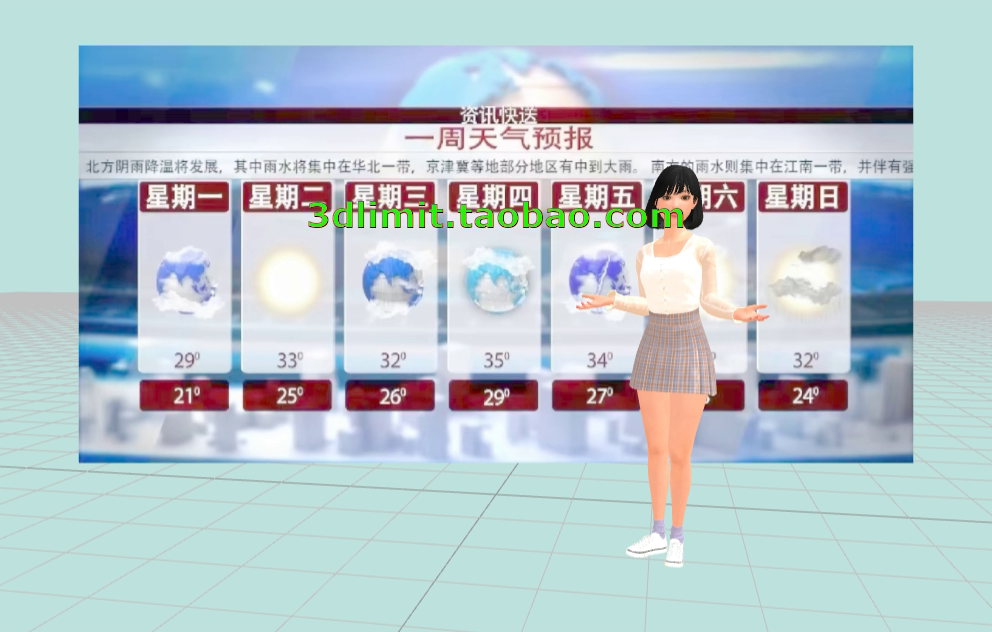 资讯快送
一周天气预报
北方阴雨降温将发展，其中雨水将集中在华北一带，京津冀等地部分地区有中到大雨。 南方的雨水则集中在江南一带，并伴有强
星期一 星期二 星期三 星期四 星期五 期六 星期日
3dlimit.taobao.com
29⁰ 33⁰ 32⁰ 35⁰ 34⁰ 32⁰
21⁰ 25⁰ 26⁰ 29⁰ 27⁰ 24⁰